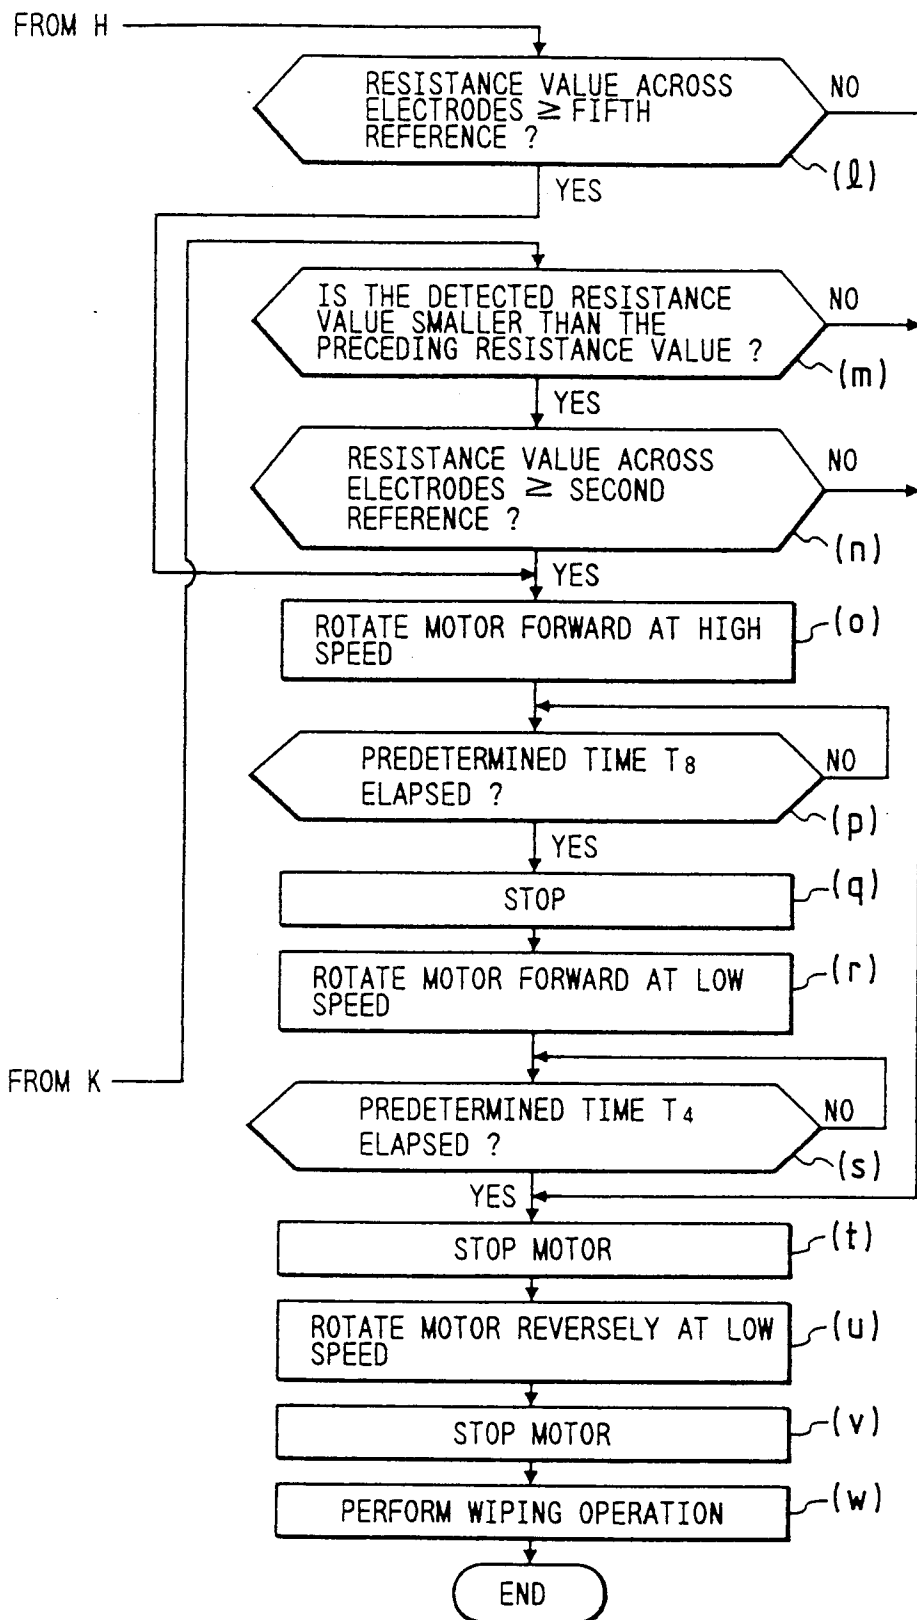 FROM H
RESISTANCE VALUE ACROSS
ELECTRODES ≧ FIFTH
REFERENCE ?
NO
(l)
YES
IS THE DETECTED RESISTANCE
VALUE SMALLER THAN THE
PRECEDING RESISTANCE VALUE ?
NO
(m)
YES
RESISTANCE VALUE ACROSS
ELECTRODES ≧ SECOND
REFERENCE ?
NO
(n)
YES
ROTATE MOTOR FORWARD AT HIGH
SPEED
(o)
PREDETERMINED TIME T8
ELAPSED ?
NO
(p)
YES
STOP
(q)
ROTATE MOTOR FORWARD AT LOW
SPEED
(r)
FROM K
PREDETERMINED TIME T4
ELAPSED ?
NO
(s)
YES
STOP MOTOR
(t)
ROTATE MOTOR REVERSELY AT LOW
SPEED
(u)
STOP MOTOR
(v)
PERFORM WIPING OPERATION
(w)
END